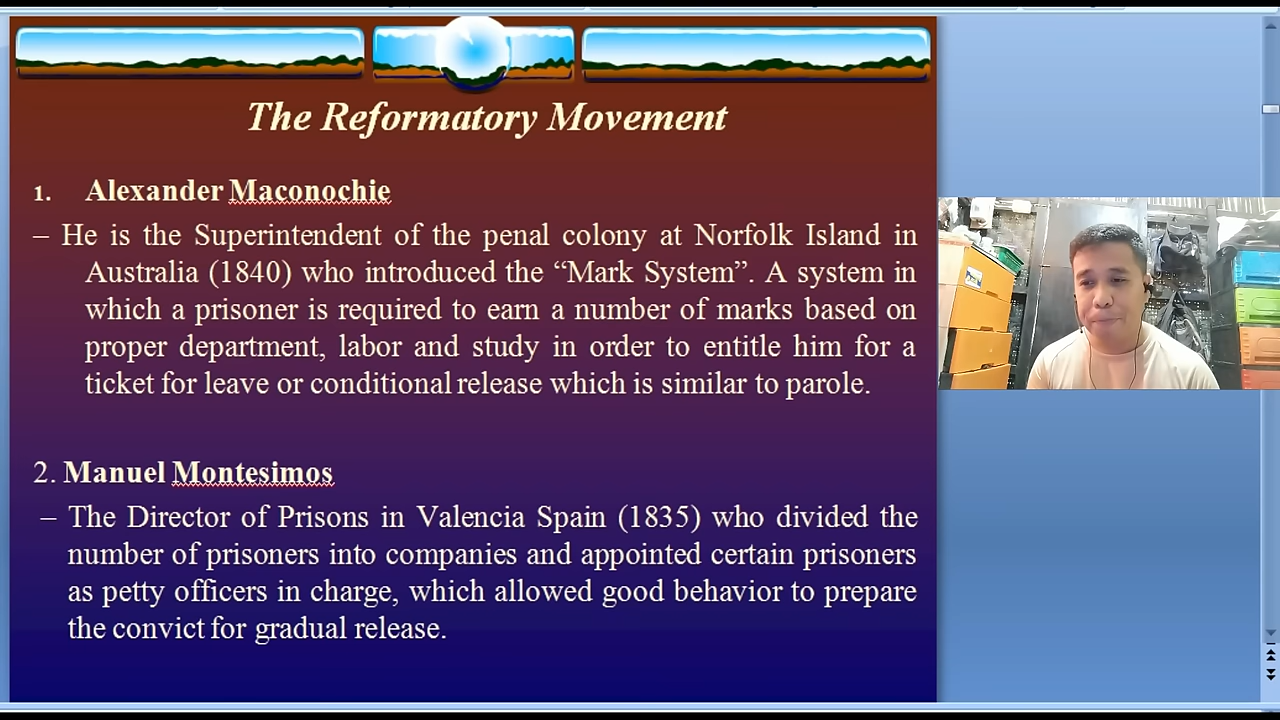 The Reformatory Movement
1. Alexander Maconochie
– He is the Superintendent of the penal colony at Norfolk Island in
Australia (1840) who introduced the “Mark System”. A system in
which a prisoner is required to earn a number of marks based on
proper department, labor and study in order to entitle him for a
ticket for leave or conditional release which is similar to parole.
2. Manuel Montesimos
– The Director of Prisons in Valencia Spain (1835) who divided the
number of prisoners into companies and appointed certain prisoners
as petty officers in charge, which allowed good behavior to prepare
the convict for gradual release.